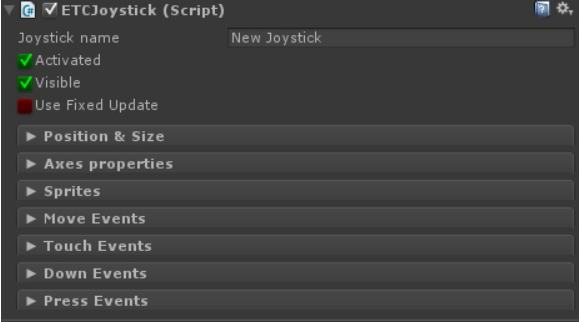 ETCJoystick (Script)
Joystick name New Joystick
Activated
Visible
Use Fixed Update
Position & Size
Axes properties
Sprites
Move Events
Touch Events
Down Events
Press Events